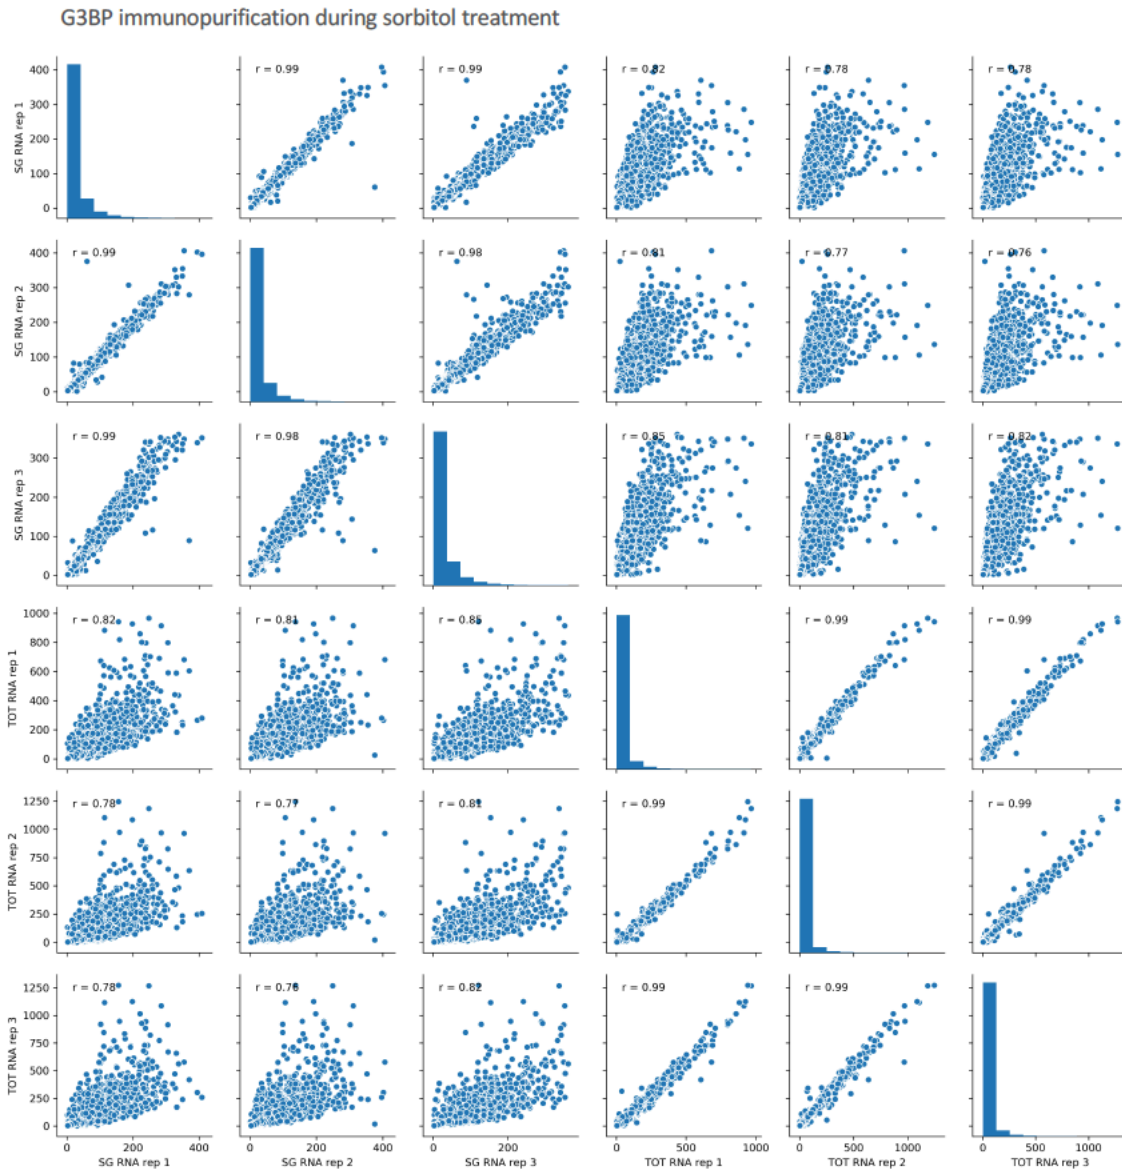 G3BP immunopurification during sorbitol treatment
r = 0.99
r = 0.99
r = 0.82
r = 0.78
r = 0.78
SG RNA rep 1
400
300
200
100
0
r = 0.99
r = 0.98
r = 0.81
r = 0.77
r = 0.76
SG RNA rep 2
400
300
200
100
0
r = 0.99
r = 0.98
r = 0.85
r = 0.81
r = 0.82
SG RNA rep 3
300
200
100
0
r = 0.82
r = 0.81
r = 0.85
r = 0.99
r = 0.99
TOT RNA rep 1
1000
800
600
400
200
0
r = 0.78
r = 0.77
r = 0.81
r = 0.99
r = 0.99
TOT RNA rep 2
1250
1000
750
500
250
0
r = 0.78
r = 0.76
r = 0.82
r = 0.99
r = 0.99
TOT RNA rep 3
1250
1000
750
500
250
0
0 200 400
0 200 400
0 200
0 500 1000
0 500 1000
0 500 1000
SG RNA rep 1
SG RNA rep 2
SG RNA rep 3
TOT RNA rep 1
TOT RNA rep 2
TOT RNA rep 3